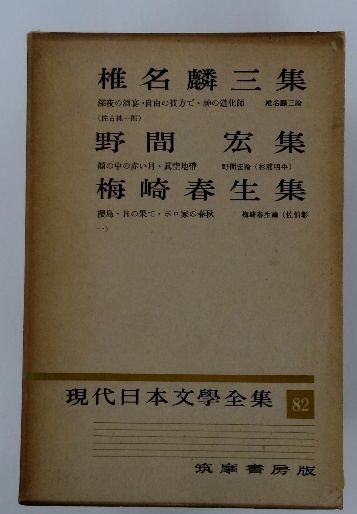 椎名麟三集
深夜の酒宴・自由の彼方で・神の道化師 椎名麟三論
(佐古純一郎)
野間 宏集
顔の中の赤い月・真空地帯 野間宏論(杉浦明平)
梅崎春生集
櫻島・日の果て・ボロ家の春秋 梅崎春生論(佐伯彰
一)
現代日本文學全集 82
筑摩書房版